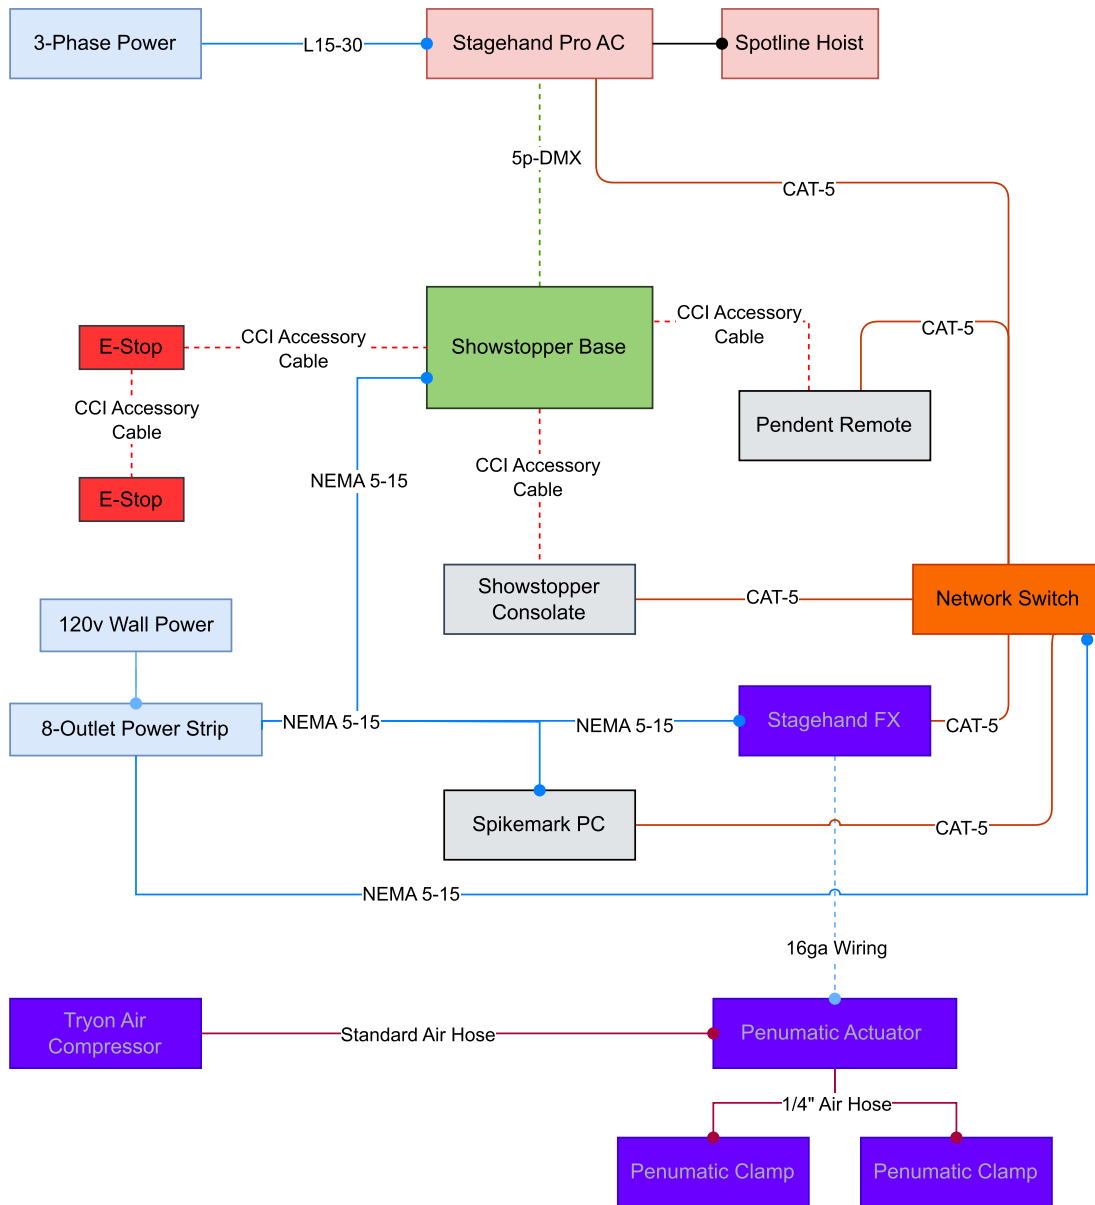 3-Phase Power
L15-30
Stagehand Pro AC
Spotline Hoist
5p-DMX
CAT-5
CCI Accessory
Cable
E-Stop
CCI Accessory
Cable
Showstopper Base
CCI Accessory
Cable
CAT-5
Pendent Remote
E-Stop
NEMA 5-15
CCI Accessory
Cable
Showstopper
Consolate
CAT-5
Network Switch
120v Wall Power
8-Outlet Power Strip
NEMA 5-15
NEMA 5-15
Stagehand FX
CAT-5
Spikemark PC
CAT-5
NEMA 5-15
16ga Wiring
Tryon Air
Compressor
Standard Air Hose
Penumatic Actuator
1/4" Air Hose
Penumatic Clamp
Penumatic Clamp